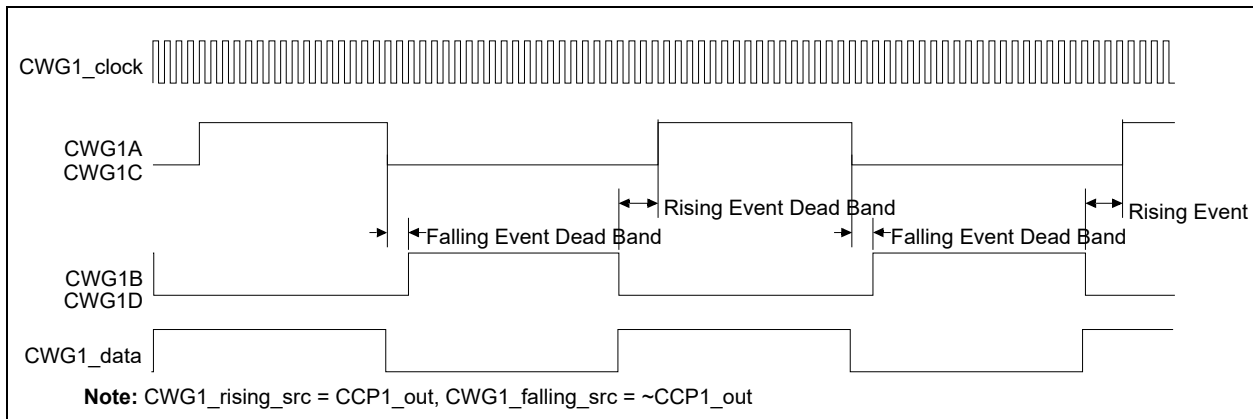 CWG1_clock
CWG1A
CWG1C
Rising Event Dead Band
Rising Event
Falling Event Dead Band
Falling Event Dead Band
CWG1B
CWG1D
CWG1_data
Note: CWG1_rising_src = CCP1_out, CWG1_falling_src = ~CCP1_out